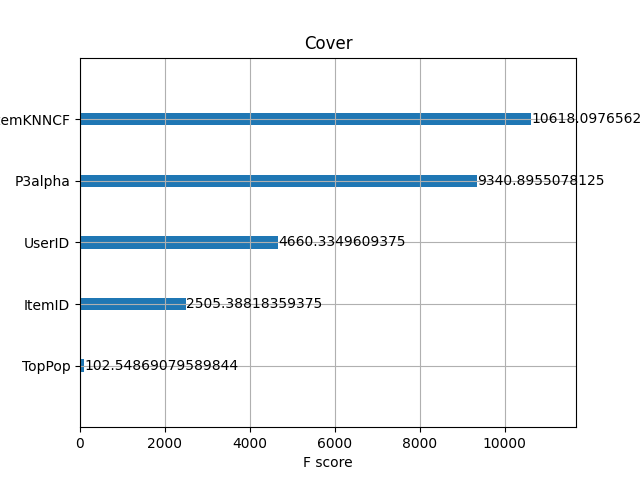 Cover
emKNNCF
10618.0976562
P3alpha
9340.8955078125
UserID
4660.3349609375
ItemID
2505.38818359375
TopPop
102.54869079589844
0 2000 4000 6000 8000 10000
F score